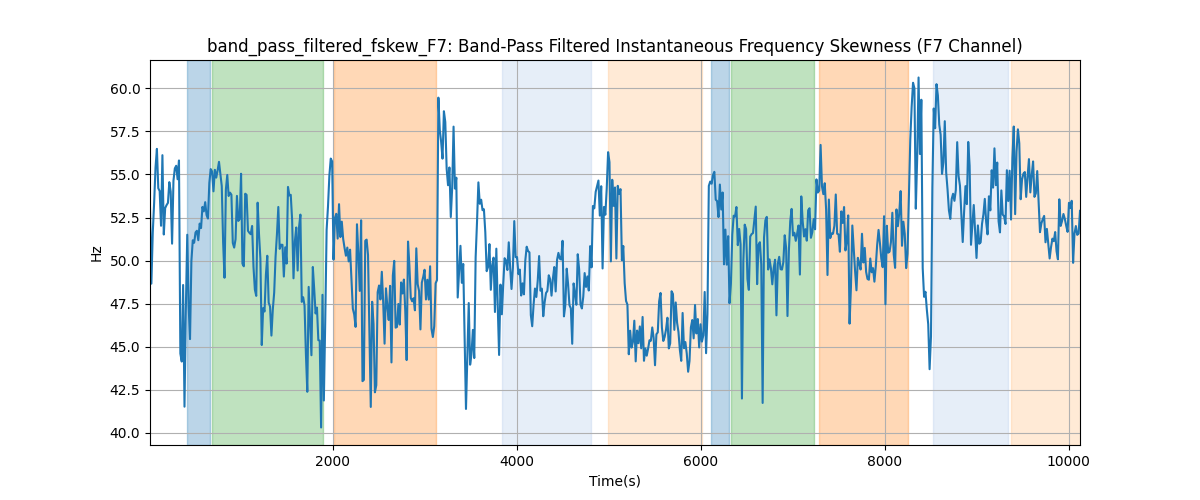 band_pass_filtered_fskew_F7: Band-Pass Filtered Instantaneous Frequency Skewness (F7 Channel)
60.0
57.5
55.0
52.5
50.0
47.5
45.0
42.5
40.0
Hz
2000 4000 6000 8000 10000
Time(s)